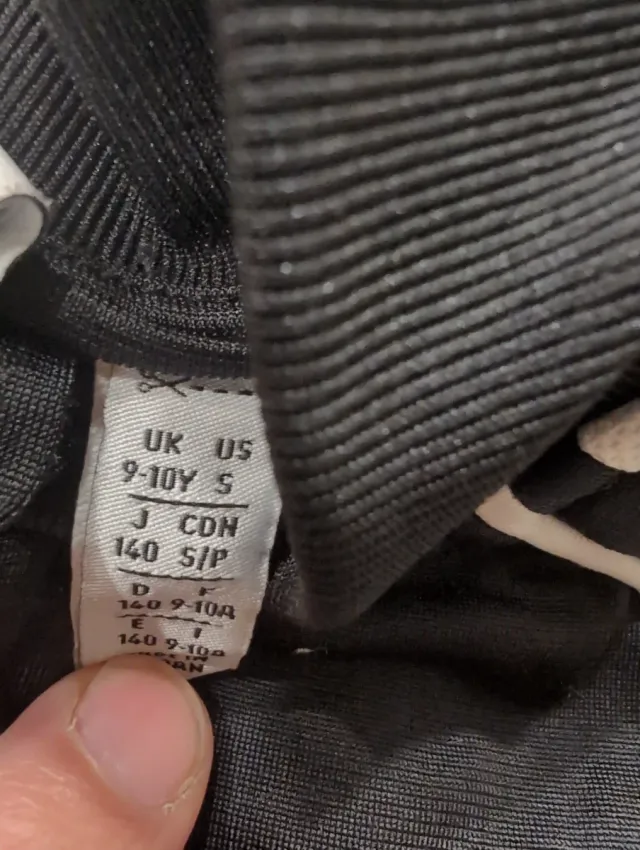 UK US
9-10Y S
J CDN
140 S/P
D F
140 9-10A
E I
140 9-10A